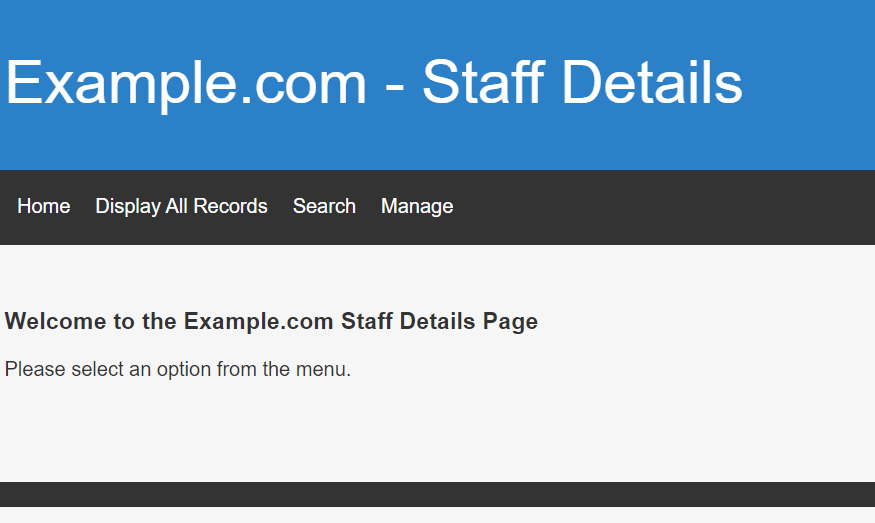 Example.com - Staff Details
Home Display All Records Search Manage
Welcome to the Example.com Staff Details Page
Please select an option from the menu.